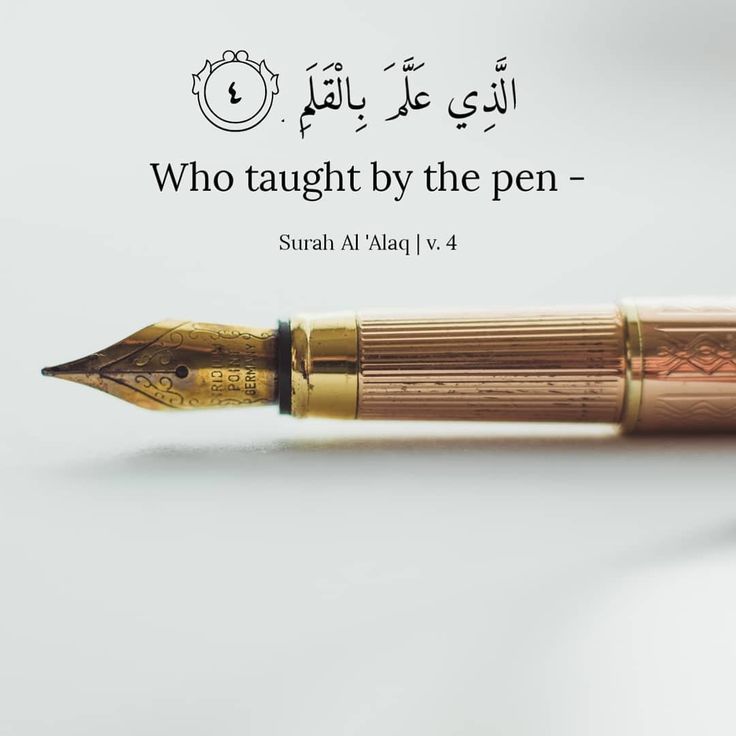 الَّذِي عَلَّمَ بِالْقَلَمِ ٤
Who taught by the pen -
Surah Al 'Alaq | v. 4
IRIDIUM
POINT
GERMANY